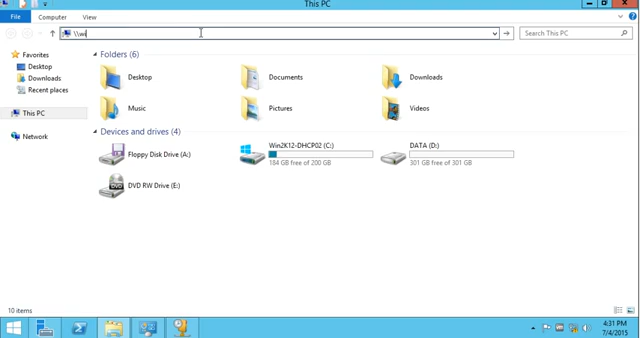 This PC
File
Computer
View
\\wi
Search This PC
Favorites
Desktop
Downloads
Recent places
This PC
Network
Folders (6)
Desktop
Documents
Downloads
Music
Pictures
Videos
Devices and drives (4)
Floppy Disk Drive (A:)
Win2K12-DHCP02 (C:)
184 GB free of 200 GB
DATA (D:)
301 GB free of 301 GB
DVD RW Drive (E:)
DVD
10 items
4:31 PM
7/4/2015